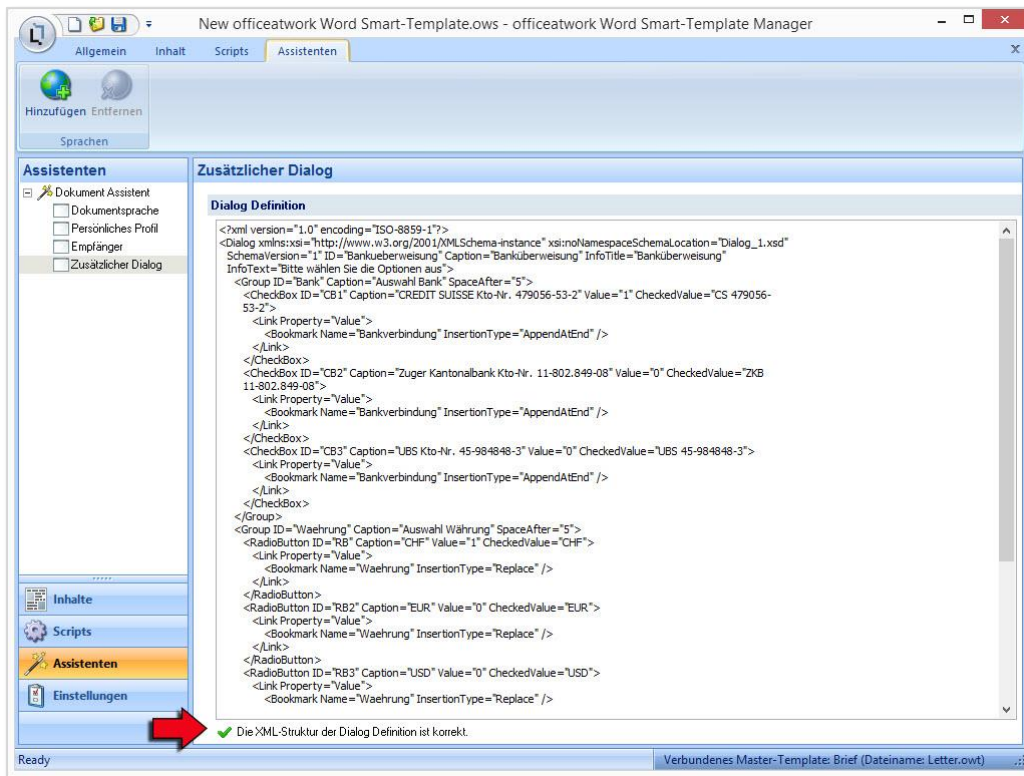 New officeatwork Word Smart-Template.ows - officeatwork Word Smart-Template Manager
Allgemein Inhalt Scripts Assistenten
Hinzufügen Entfernen
Sprachen
Assistenten
Dokument Assistent
Dokumentsprache
Persönliches Profil
Empfänger
Zusätzlicher Dialog
Zusätzlicher Dialog
Dialog Definition
<?xml version="1.0" encoding="ISO-8859-1"?>
<Dialog xmlns:xsi="http://www.w3.org/2001/XMLSchema-instance" xsi:noNamespaceSchemaLocation="Dialog_1.xsd"
SchemaVersion="1" ID="Bankueberweisung" Caption="Banküberweisung" InfoTitle="Banküberweisung"
InfoText="Bitte wählen Sie die Optionen aus">
<Group ID="Bank" Caption="Auswahl Bank" SpaceAfter="5">
<CheckBox ID="CB1" Caption="CREDIT SUISSE Kto-Nr. 479056-53-2" Value="1" CheckedValue="CS 479056-
53-2">
<Link Property="Value">
<Bookmark Name="Bankverbindung" InsertionType="AppendAtEnd" />
</Link>
</CheckBox>
<CheckBox ID="CB2" Caption="Zuger Kantonalbank Kto-Nr. 11-802.849-08" Value="0" CheckedValue="ZKB
11-802.849-08">
<Link Property="Value">
<Bookmark Name="Bankverbindung" InsertionType="AppendAtEnd" />
</Link>
</CheckBox>
<CheckBox ID="CB3" Caption="UBS Kto-Nr. 45-984848-3" Value="0" CheckedValue="UBS 45-984848-3">
<Link Property="Value">
<Bookmark Name="Bankverbindung" InsertionType="AppendAtEnd" />
</Link>
</CheckBox>
</Group>
<Group ID="Waehrung" Caption="Auswahl Währung" SpaceAfter="5">
<RadioButton ID="RB" Caption="CHF" Value="1" CheckedValue="CHF">
<Link Property="Value">
<Bookmark Name="Waehrung" InsertionType="Replace" />
</Link>
</RadioButton>
<RadioButton ID="RB2" Caption="EUR" Value="0" CheckedValue="EUR">
<Link Property="Value">
<Bookmark Name="Waehrung" InsertionType="Replace" />
</Link>
</RadioButton>
<RadioButton ID="RB3" Caption="USD" Value="0" CheckedValue="USD">
<Link Property="Value">
<Bookmark Name="Waehrung" InsertionType="Replace" />
Inhalte
Scripts
Assistenten
Einstellungen
Die XML-Struktur der Dialog Definition ist korrekt.
Ready
Verbundenes Master-Template: Brief (Dateiname: Letter.owt)